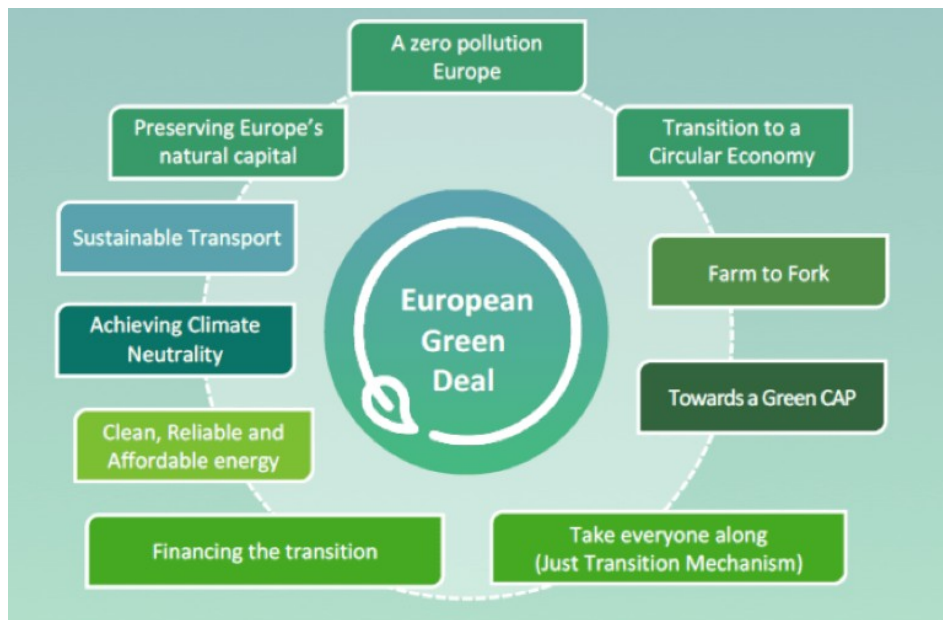 A zero pollution
Europe
Preserving Europe's
natural capital
Transition to a
Circular Economy
Sustainable Transport
Farm to Fork
European
Green
Deal
Achieving Climate
Neutrality
Towards a Green CAP
Clean, Reliable and
Affordable energy
Financing the transition
Take everyone along
(Just Transition Mechanism)